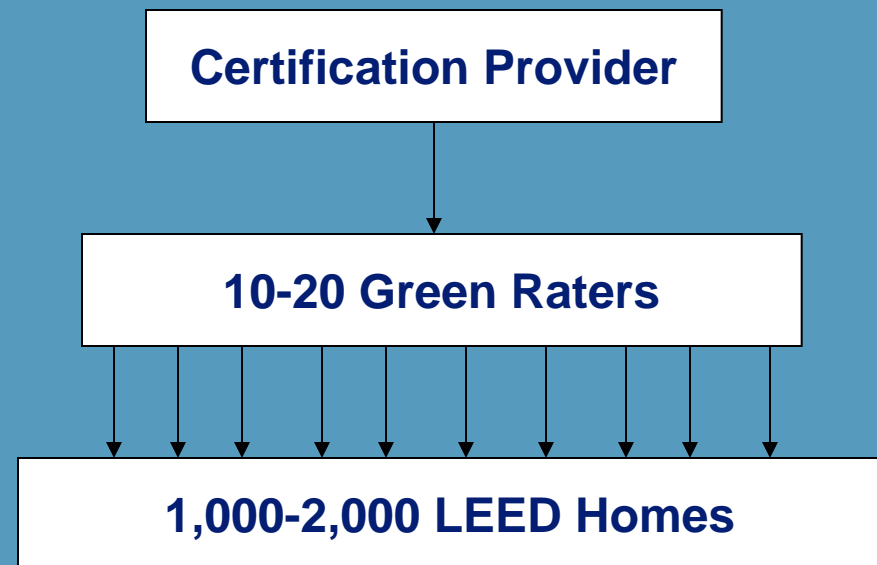 Certification Provider
10-20 Green Raters
1,000-2,000 LEED Homes